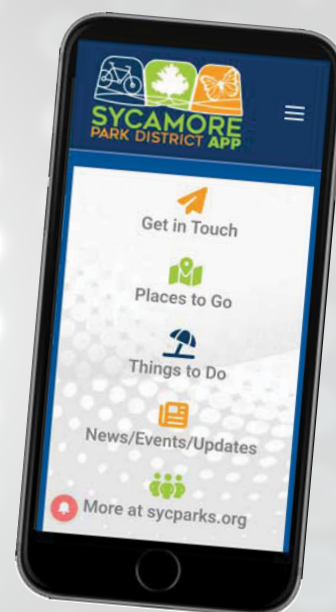 SYCAMORE
PARK DISTRICT APP
Get in Touch
Places to Go
Things to Do
News/Events/Updates
More at sycparks.org